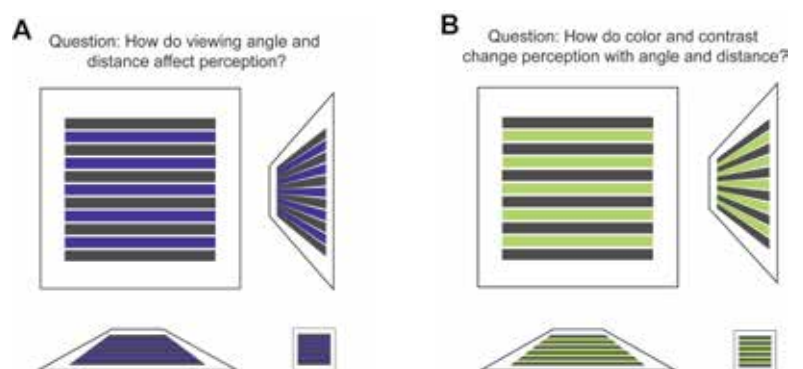 A
Question: How do viewing angle and
distance affect perception?
B
Question: How do color and contrast
change perception with angle and distance?